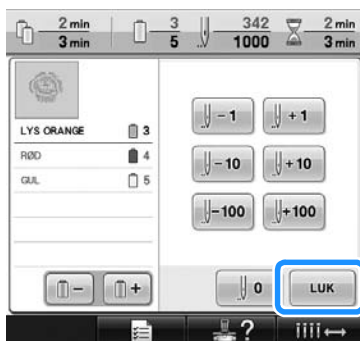 2 min 3 342 2 min
3 min 5 1000 3 min
LYS ORANGE 3
RØD 4
GUL 5
-1 +1
-10 +10
-100 +100
- + 0 LUK
?